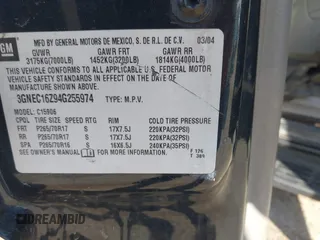 GM
MFD BY GENERAL MOTORS DE MEXICO, S. DE R.L. DE C.V. 03/04
GVWR GAWR FRT GAWR RR
3175KG(7000LB) 1452KG(3200LB) 1814KG(4000LB)
THIS VEHICLE CONFORMS TO ALL APPLICABLE U.S. FEDERAL MOTOR
VEHICLE SAFETY STANDARDS IN EFFECT ON THE DATE OF
MANUFACTURE SHOWN ABOVE.
3GNEC16Z94G255974 TYPE: M.P.V.
MODEL: C15906
TIRE SIZE SPEED RTG RIM COLD TIRE PRESSURE
FRT P265/70R17 S 17X7.5J 220KPA(32PSI)
RR P265/70R17 S 17X7.5J 220KPA(32PSI)
SPA P265/70R16 S 16X6.5J 240KPA(35PSI)
SEE OWNER'S MANUAL FOR ADDITIONAL INFORMATION
DREAMBID